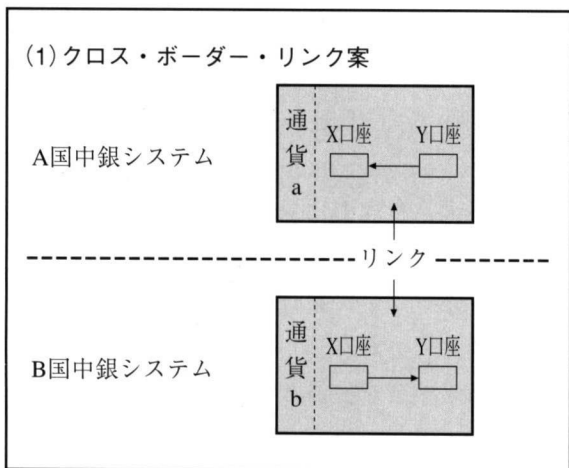 (1)クロス・ボーダー・リンク案
通貨a
X口座 Y口座
A国中銀システム
リンク
通貨b
X口座 Y口座
B国中銀システム